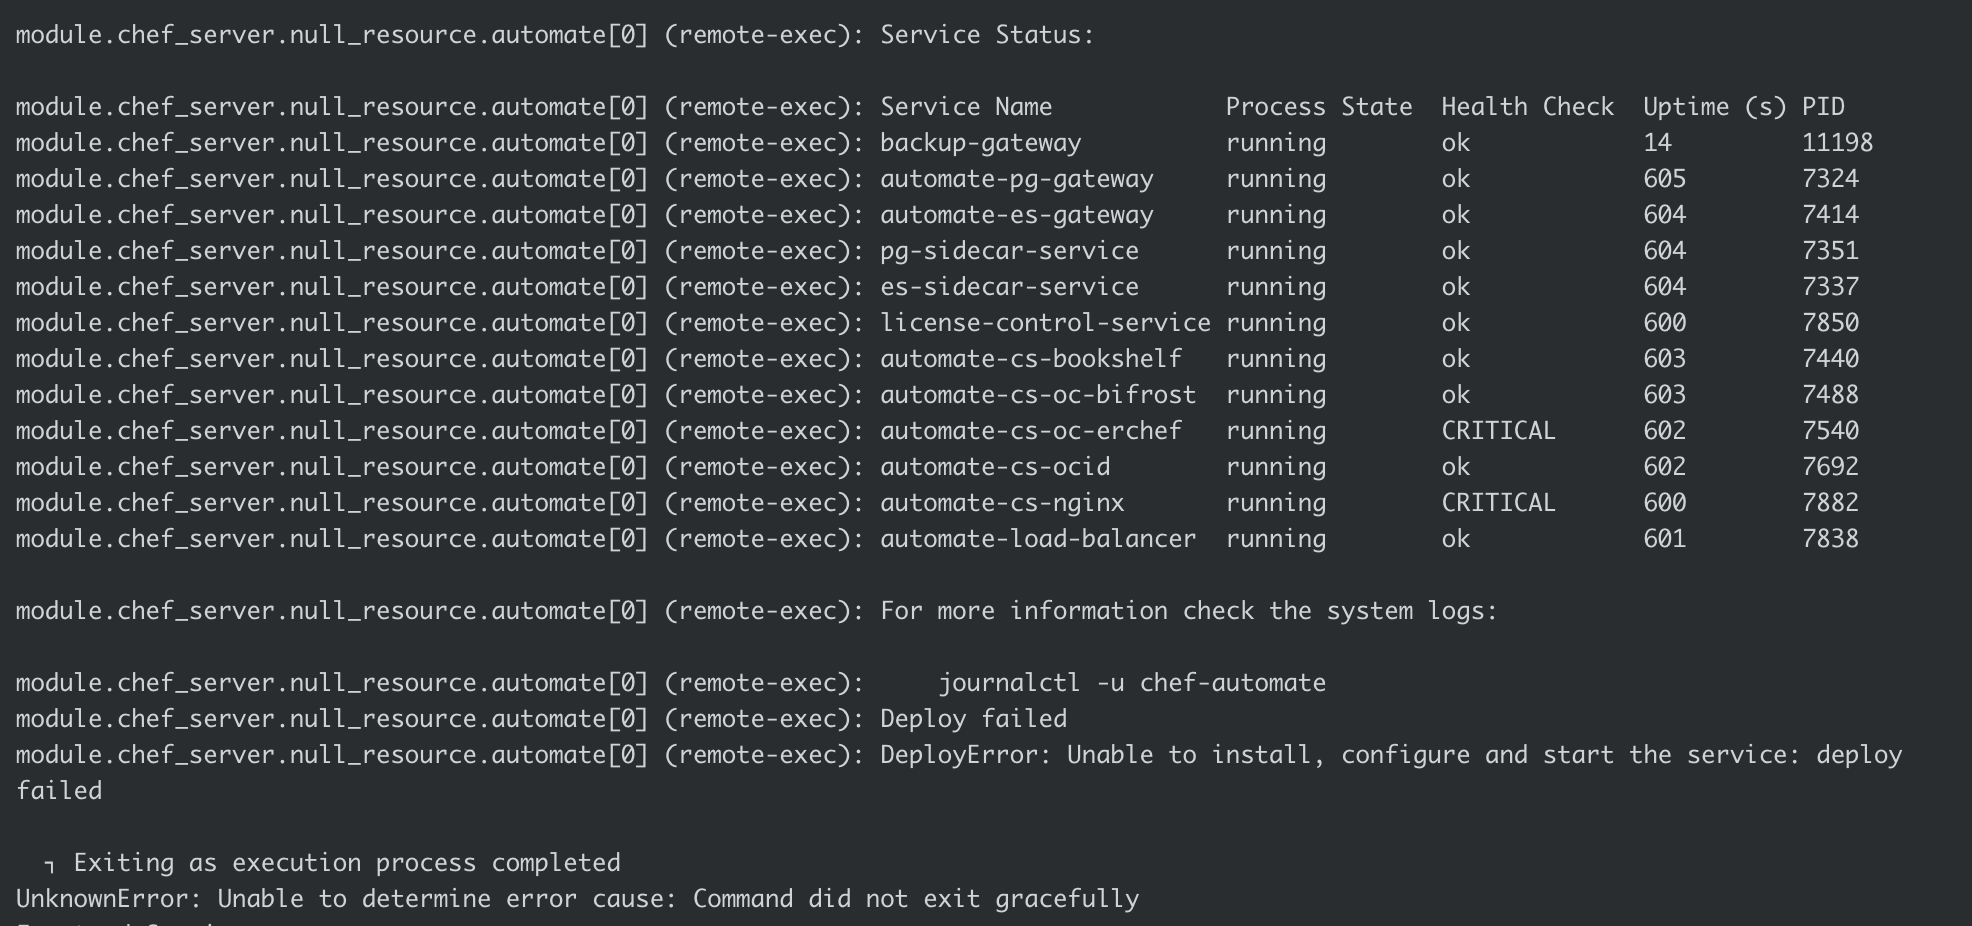 module.chef_server.null_resource.automate[0] (remote-exec): Service Status:
module.chef_server.null_resource.automate[0] (remote-exec): Service Name Process State Health Check Uptime (s) PID
module.chef_server.null_resource.automate[0] (remote-exec): backup-gateway running ok 14 11198
module.chef_server.null_resource.automate[0] (remote-exec): automate-pg-gateway running ok 605 7324
module.chef_server.null_resource.automate[0] (remote-exec): automate-es-gateway running ok 604 7414
module.chef_server.null_resource.automate[0] (remote-exec): pg-sidecar-service running ok 604 7351
module.chef_server.null_resource.automate[0] (remote-exec): es-sidecar-service running ok 604 7337
module.chef_server.null_resource.automate[0] (remote-exec): license-control-service running ok 600 7850
module.chef_server.null_resource.automate[0] (remote-exec): automate-cs-bookshelf running ok 603 7440
module.chef_server.null_resource.automate[0] (remote-exec): automate-cs-oc-bifrost running ok 603 7488
module.chef_server.null_resource.automate[0] (remote-exec): automate-cs-oc-erchef running CRITICAL 602 7540
module.chef_server.null_resource.automate[0] (remote-exec): automate-cs-ocid running ok 602 7692
module.chef_server.null_resource.automate[0] (remote-exec): automate-cs-nginx running CRITICAL 600 7882
module.chef_server.null_resource.automate[0] (remote-exec): automate-load-balancer running ok 601 7838
module.chef_server.null_resource.automate[0] (remote-exec): For more information check the system logs:
module.chef_server.null_resource.automate[0] (remote-exec): journalctl -u chef-automate
module.chef_server.null_resource.automate[0] (remote-exec): Deploy failed
module.chef_server.null_resource.automate[0] (remote-exec): DeployError: Unable to install, configure and start the service: deploy
failed
┐ Exiting as execution process completed
UnknownError: Unable to determine error cause: Command did not exit gracefully